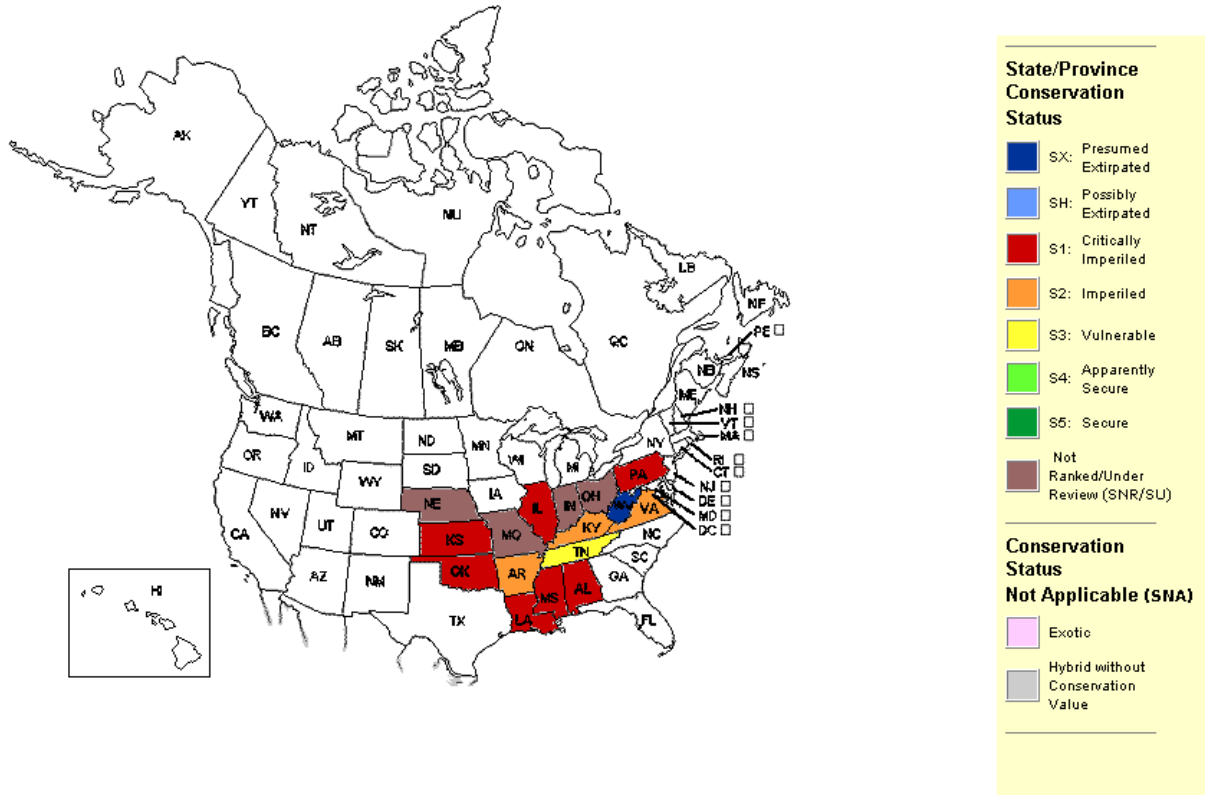 AK
YT
NT
NU
BC
AB
SK
MB
ON
QC
LB
NF
PE
NB
NS
ME
NH
VT
MA
RI
CT
NJ
DE
MD
DC
WA
OR
ID
MT
ND
MN
SD
WI
MI
NY
WY
NE
IA
IL
IN
OH
PA
WV
VA
CA
NV
UT
CO
KS
MO
KY
TN
NC
SC
AZ
NM
OK
AR
MS
AL
GA
TX
LA
FL
HI
State/Province
Conservation
Status
SX: Presumed
Extirpated
SH: Possibly
Extirpated
S1: Critically
Imperiled
S2: Imperiled
S3: Vulnerable
S4: Apparently
Secure
S5: Secure
Not
Ranked/Under
Review (SNR/SU)
Conservation
Status
Not Applicable (SNA)
Exotic
Hybrid without
Conservation
Value